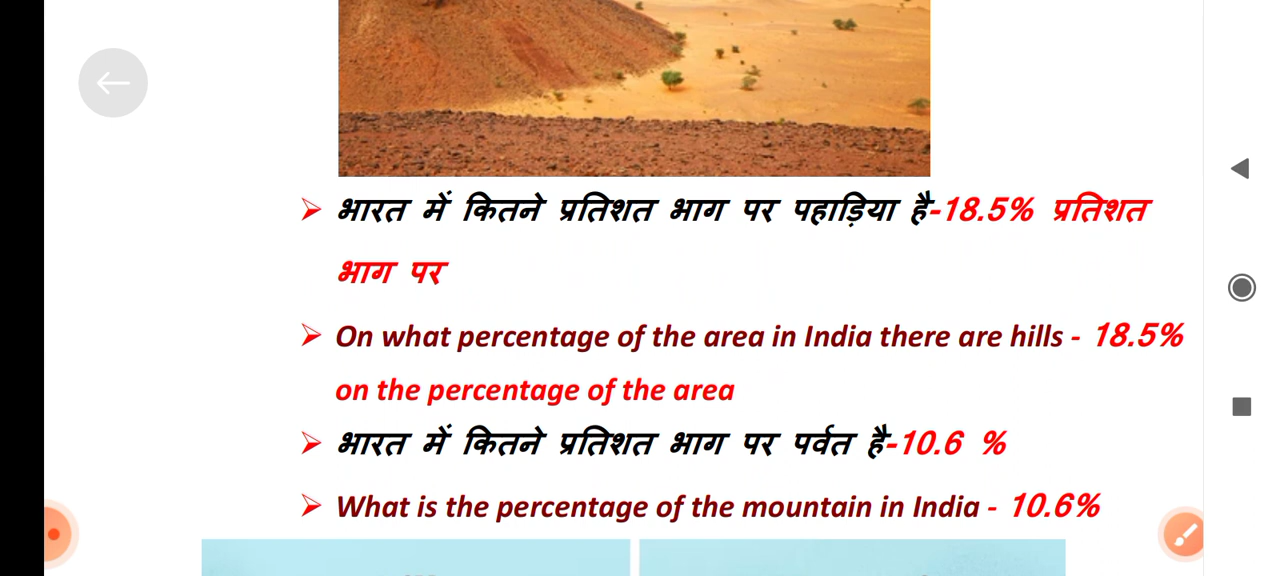 भारत में कितने प्रतिशत भाग पर पहाड़िया है-18.5% प्रतिशत
भाग पर
On what percentage of the area in India there are hills - 18.5%
on the percentage of the area
भारत में कितने प्रतिशत भाग पर पर्वत है-10.6 %
What is the percentage of the mountain in India - 10.6%